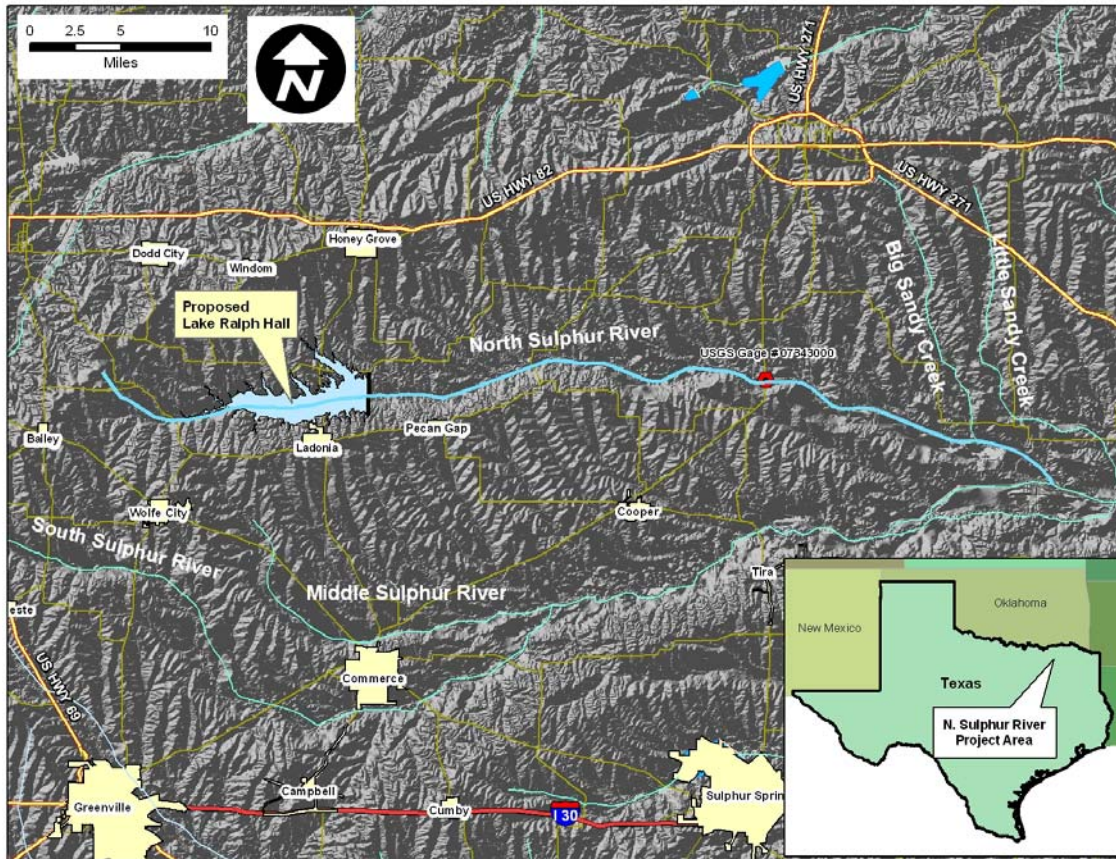 0 2.5 5 10
Miles
N
US HWY 271
US HWY 82
US HWY 271
Honey Grove
Dodd City
Windom
Proposed
Lake Ralph Hall
Big Sandy Creek
Little Sandy Creek
North Sulphur River
USGS Gage # 07343000
Pecan Gap
Bailey
Ladonia
Wolfe City
Cooper
South Sulphur River
Middle Sulphur River
Tira
este
US HWY 69
Commerce
Campbell
Greenville
Cumby
I 30
Sulphur Sprin
New Mexico
Oklahoma
Texas
N. Sulphur River
Project Area